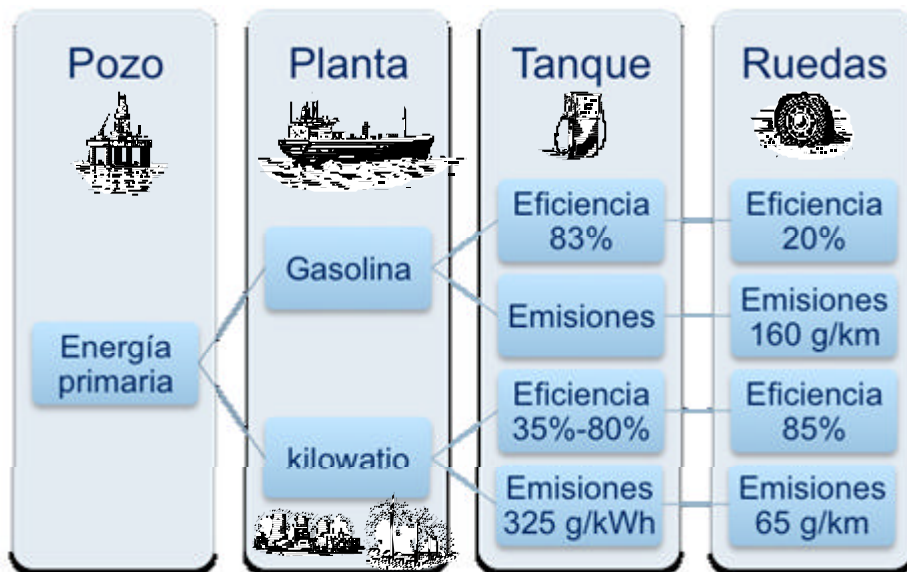 Pozo
Planta
Tanque
Ruedas
Energía
primaria
Gasolina
kilowatio
Eficiencia
83%
Emisiones
Eficiencia
35%-80%
Emisiones
325 g/kWh
Eficiencia
20%
Emisiones
160 g/km
Eficiencia
85%
Emisiones
65 g/km